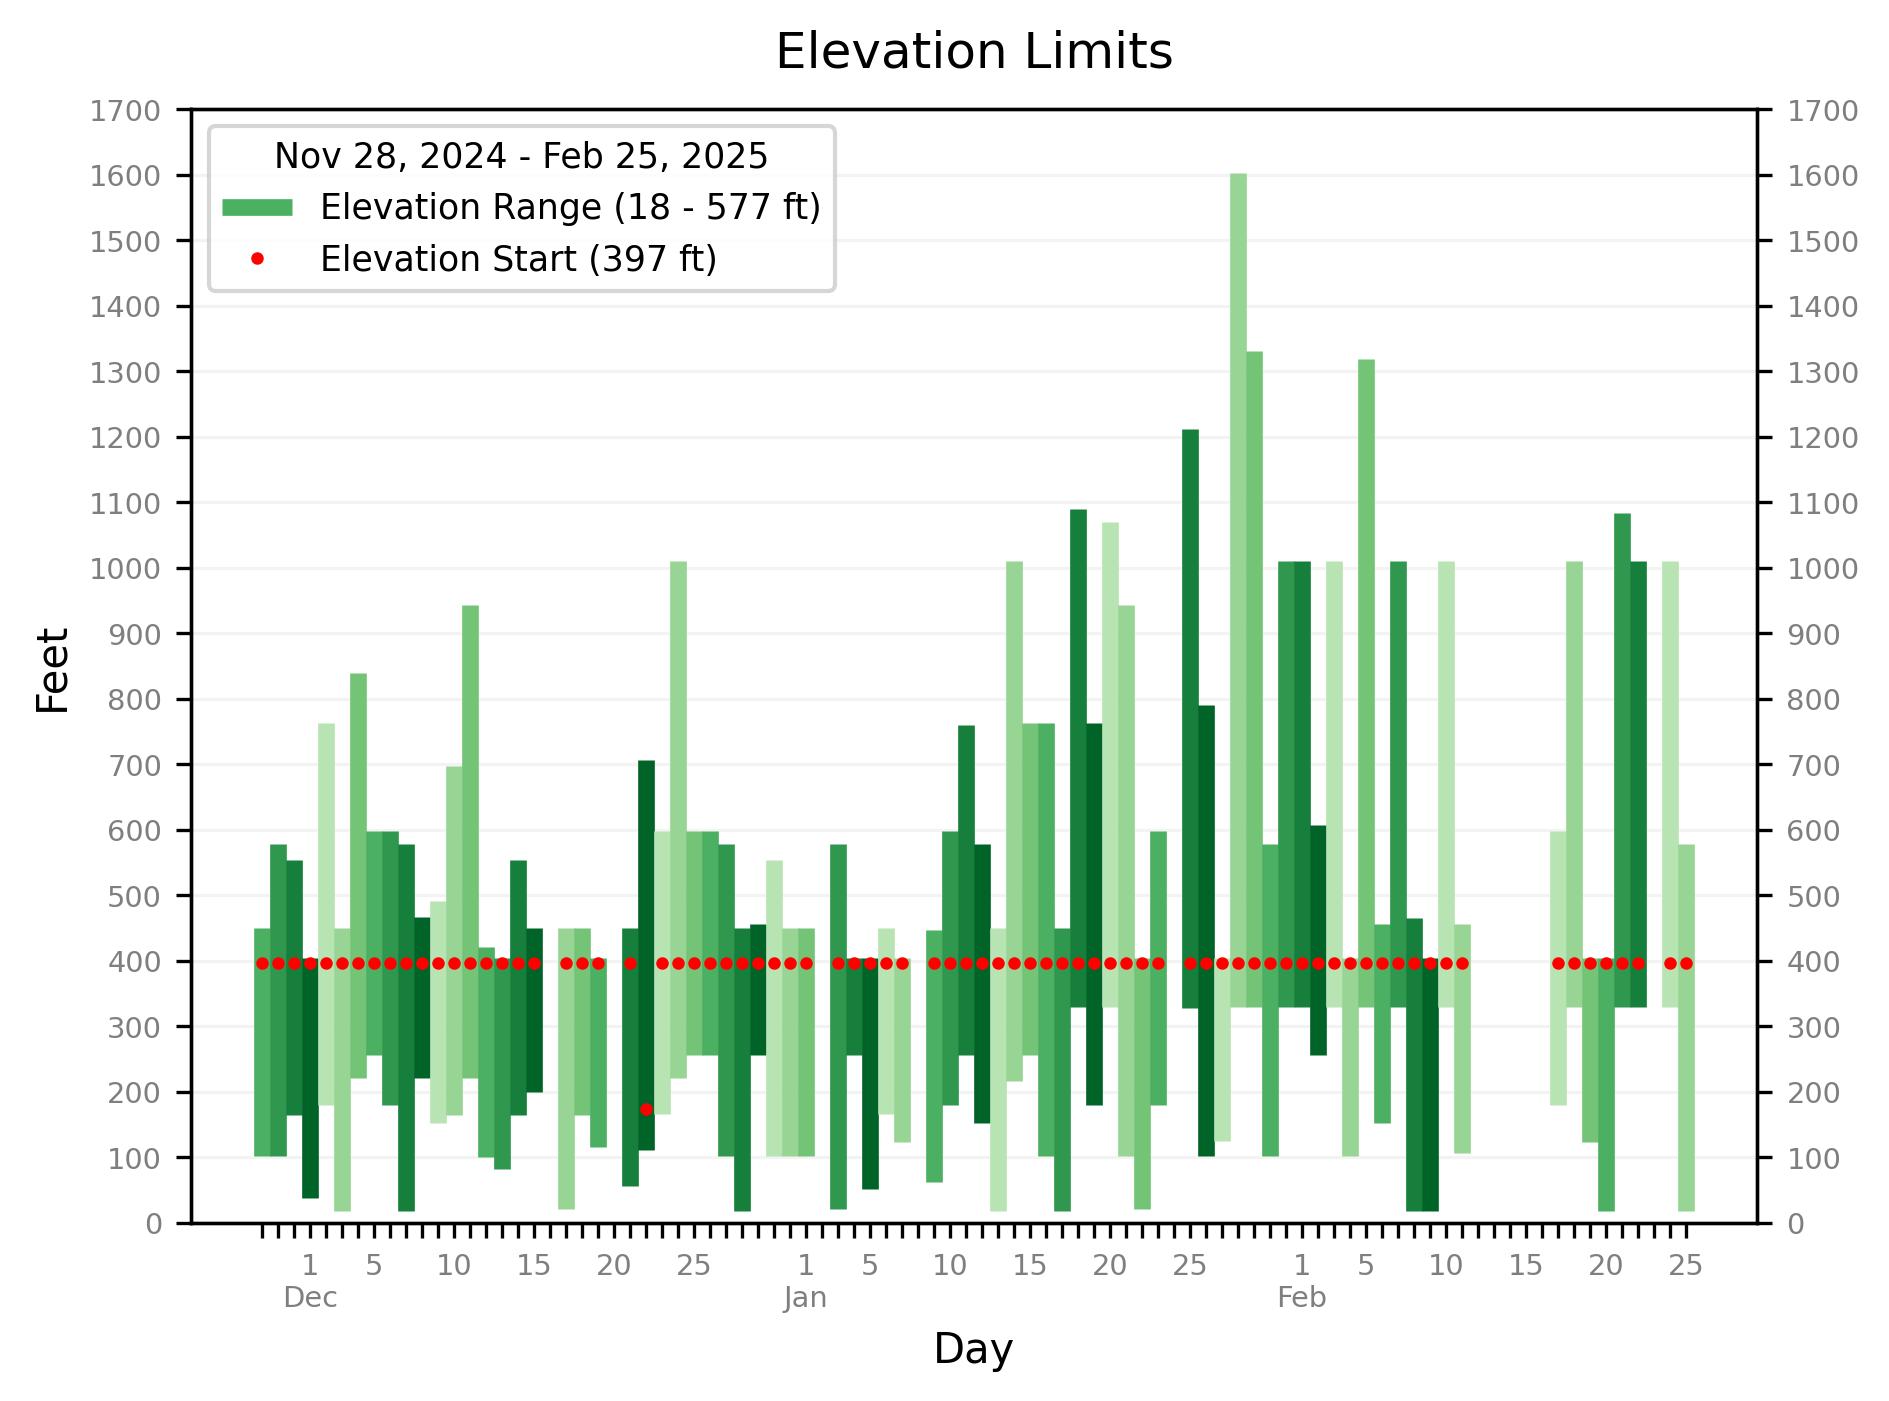 Elevation Limits
Nov 28, 2024 - Feb 25, 2025
Elevation Range (18 - 577 ft)
Elevation Start (397 ft)
1700 1700
1600 1600
1500 1500
1400 1400
1300 1300
1200 1200
1100 1100
1000 1000
900 900
800 800
700 700
600 600
500 500
400 400
300 300
200 200
100 100
0 0
Feet
1 5 10 15 20 25 1 5 10 15 20 25 1 5 10 15 20 25
Dec Jan Feb
Day